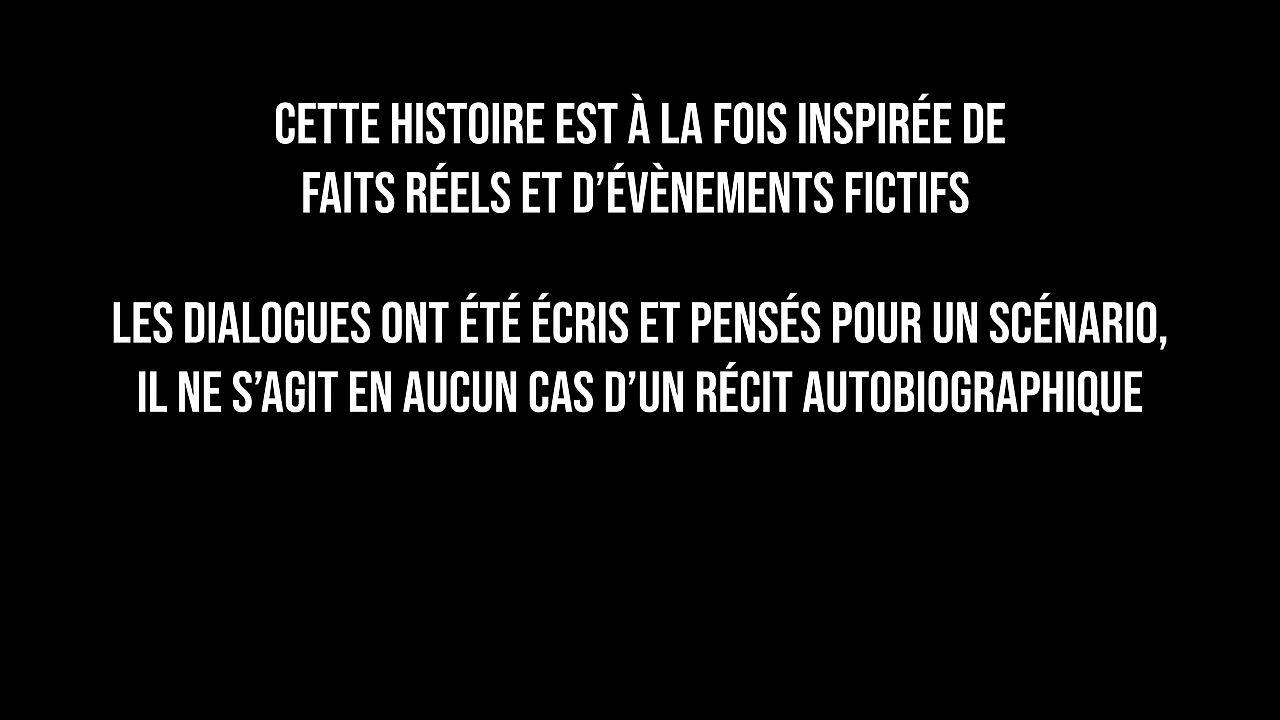 CETTE HISTOIRE EST À LA FOIS INSPIRÉE DE
FAITS RÉELS ET D’ÉVÈNEMENTS FICTIFS
LES DIALOGUES ONT ÉTÉ ÉCRIS ET PENSÉS POUR UN SCÉNARIO,
IL NE S’AGIT EN AUCUN CAS D’UN RÉCIT AUTOBIOGRAPHIQUE